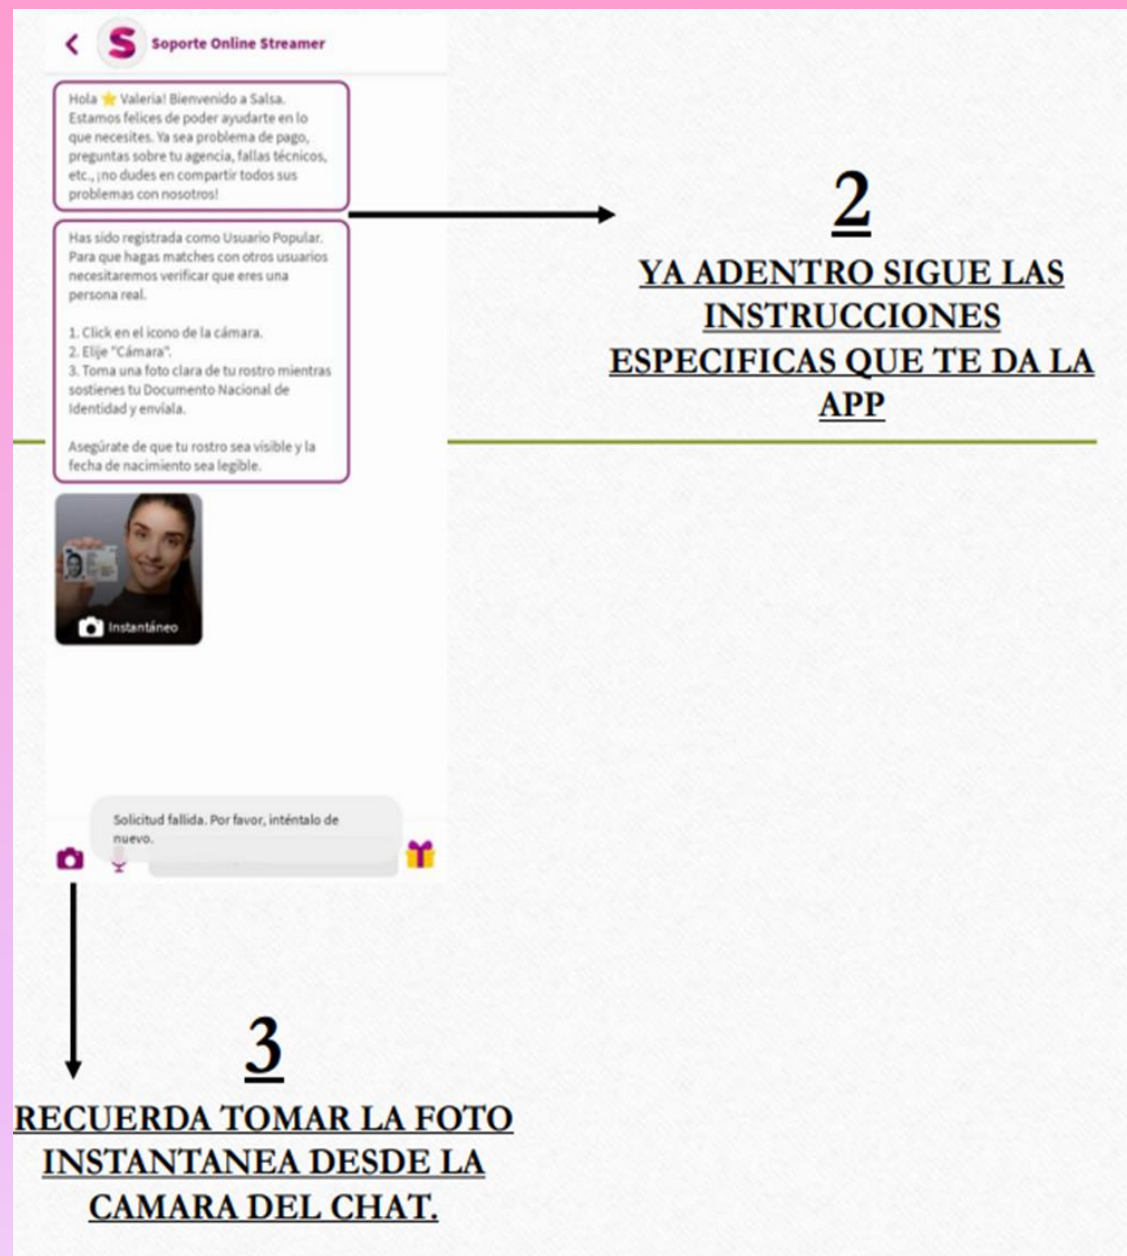 Soporte Online Streamer
Hola ⭐ Valeria! Bienvenido a Salsa.
Estamos felices de poder ayudarte en lo
que necesites. Ya sea problema de pago,
preguntas sobre tu agencia, fallas técnicos,
etc., ¡no dudes en compartir todos sus
problemas con nosotros!
Has sido registrada como Usuario Popular.
Para que hagas matches con otros usuarios
necesitaremos verificar que eres una
persona real.
1. Click en el icono de la cámara.
2. Elije "Cámara".
3. Toma una foto clara de tu rostro mientras
sostienes tu Documento Nacional de
Identidad y envíala.
Asegúrate de que tu rostro sea visible y la
fecha de nacimiento sea legible.
Instantáneo
Solicitud fallida. Por favor, inténtalo de
nuevo.
2
YA ADENTRO SIGUE LAS
INSTRUCCIONES
ESPECIFICAS QUE TE DA LA
APP
3
RECUERDA TOMAR LA FOTO
INSTANTANEA DESDE LA
CAMARA DEL CHAT.